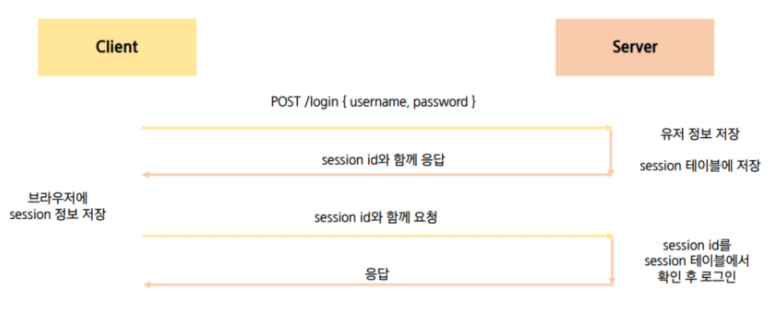 Client
Server
POST /login { username, password }
유저 정보 저장
session id와 함께 응답
session 테이블에 저장
브라우저에
session 정보 저장
session id와 함께 요청
session id를
session 테이블에서
확인 후 로그인
응답